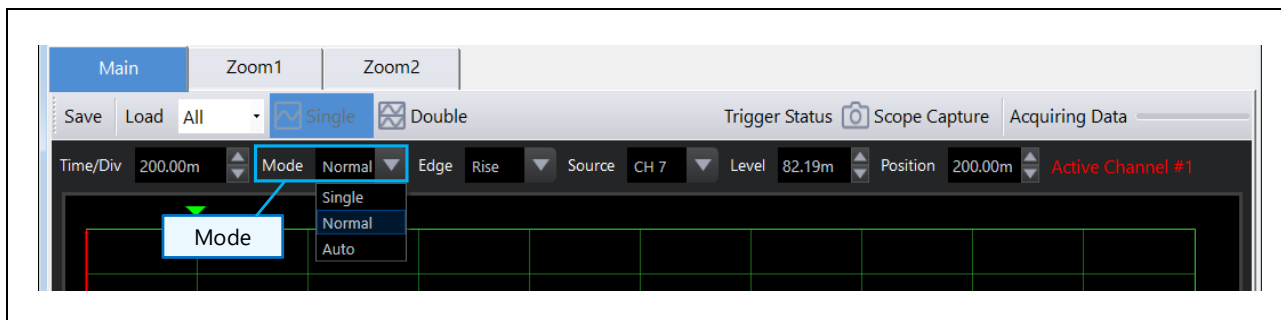 Main Zoom1 Zoom2
Save Load All Single Double Trigger Status Scope Capture Acquiring Data
Time/Div 200.00m Mode Normal Edge Rise Source CH 7 Level 82.19m Position 200.00m Active Channel #1
Single
Normal
Auto
Mode